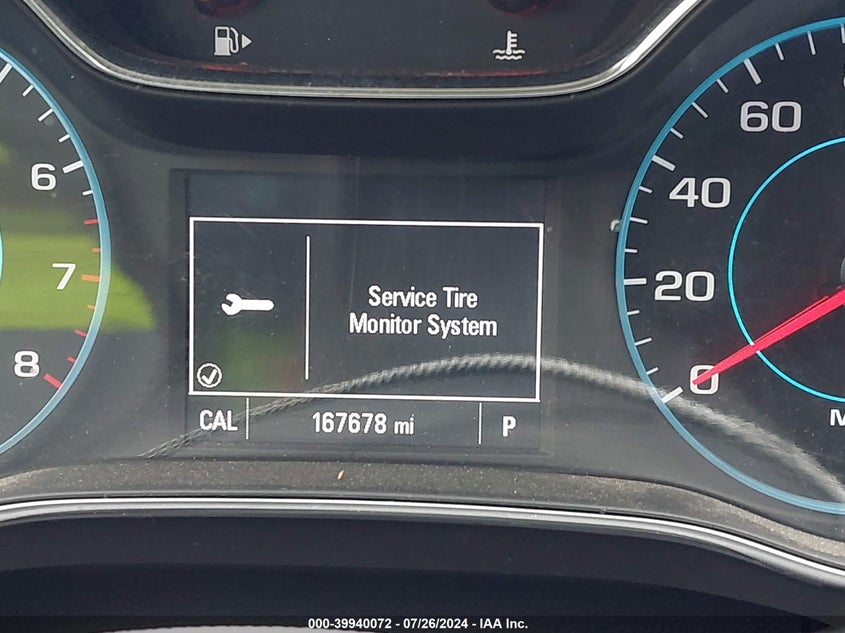 6
7
8
60
40
20
0
Service Tire
Monitor System
CAL 167678 mi P
000-39940072 - 07/26/2024 - IAA Inc.